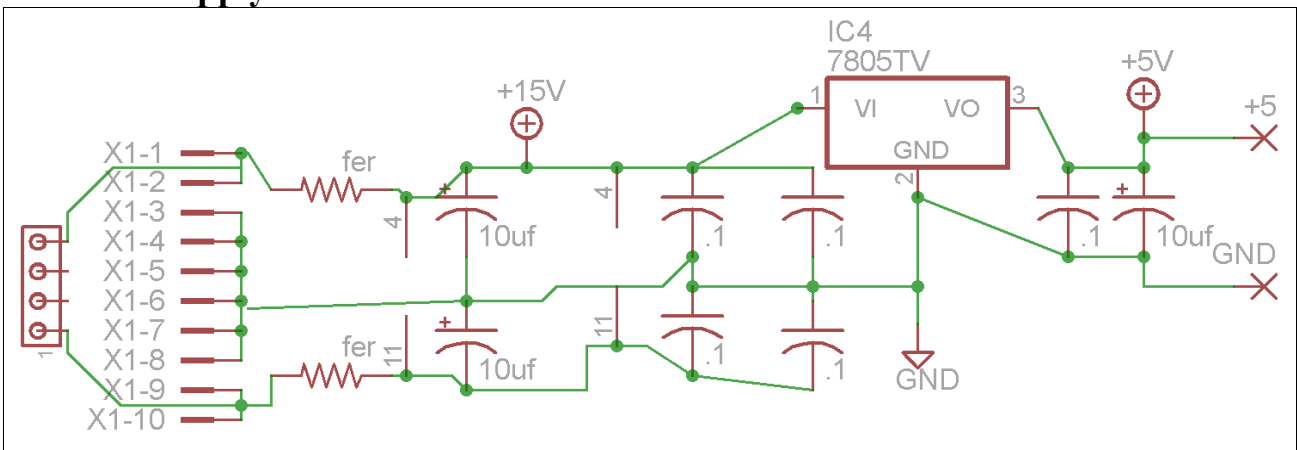 IC4
7805TV
+15V
+5V
+5
1
VI
VO
3
GND
2
X1-1
X1-2
X1-3
X1-4
X1-5
X1-6
X1-7
X1-8
X1-9
X1-10
1
fer
4
10uf
4
.1
.1
.1
10uf
GND
fer
11
10uf
11
.1
.1
GND